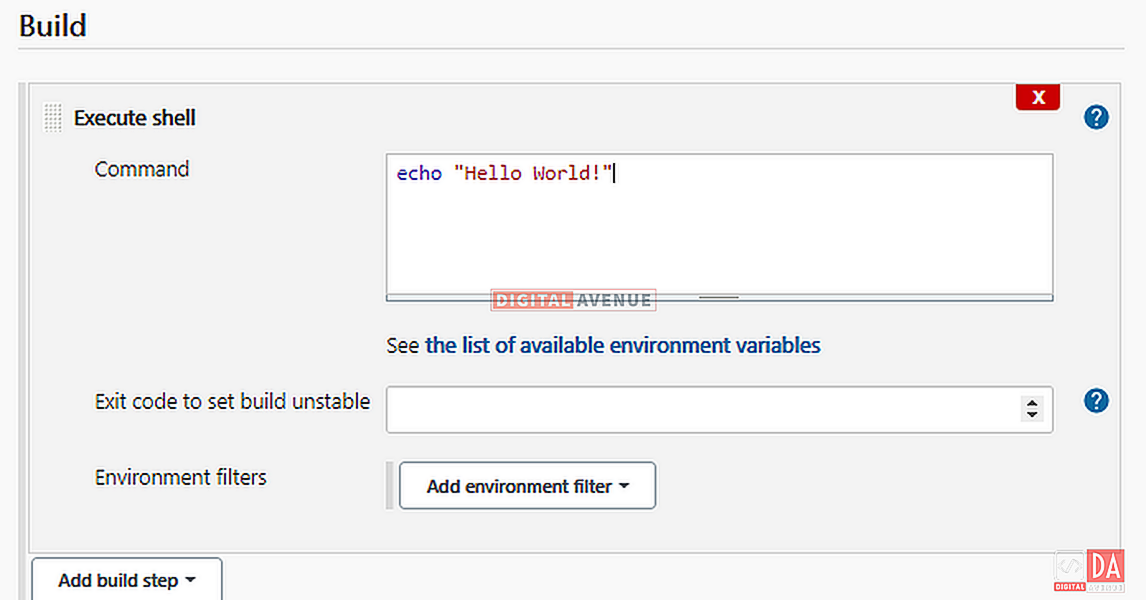 Build
Execute shell
X
?
Command
echo "Hello World!"
DIGITAL AVENUE
See the list of available environment variables
Exit code to set build unstable
?
Environment filters
Add environment filter
Add build step
</> DA
DIGITAL AVENUE